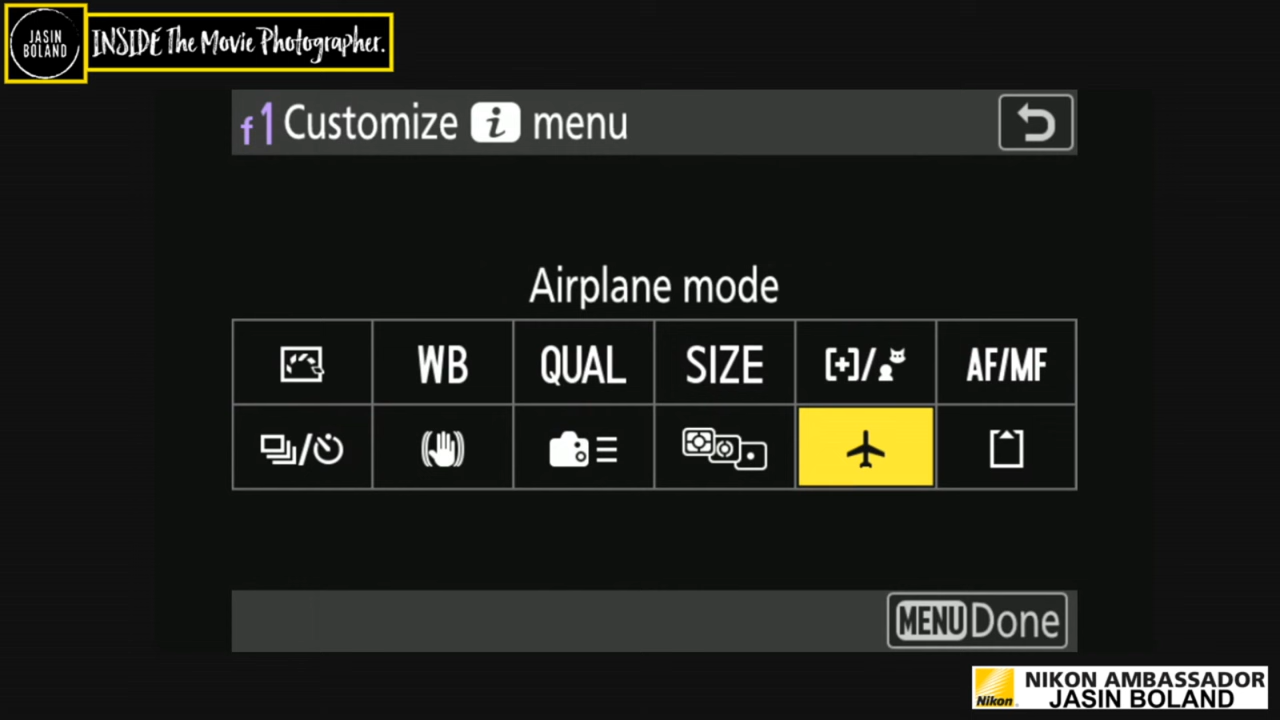 JASIN
BOLAND
INSIDE The Movie Photographer.
f1 Customize i menu
Airplane mode
WB QUAL SIZE [+]/ AF/MF
MENU Done
Nikon
NIKON AMBASSADOR
JASIN BOLAND